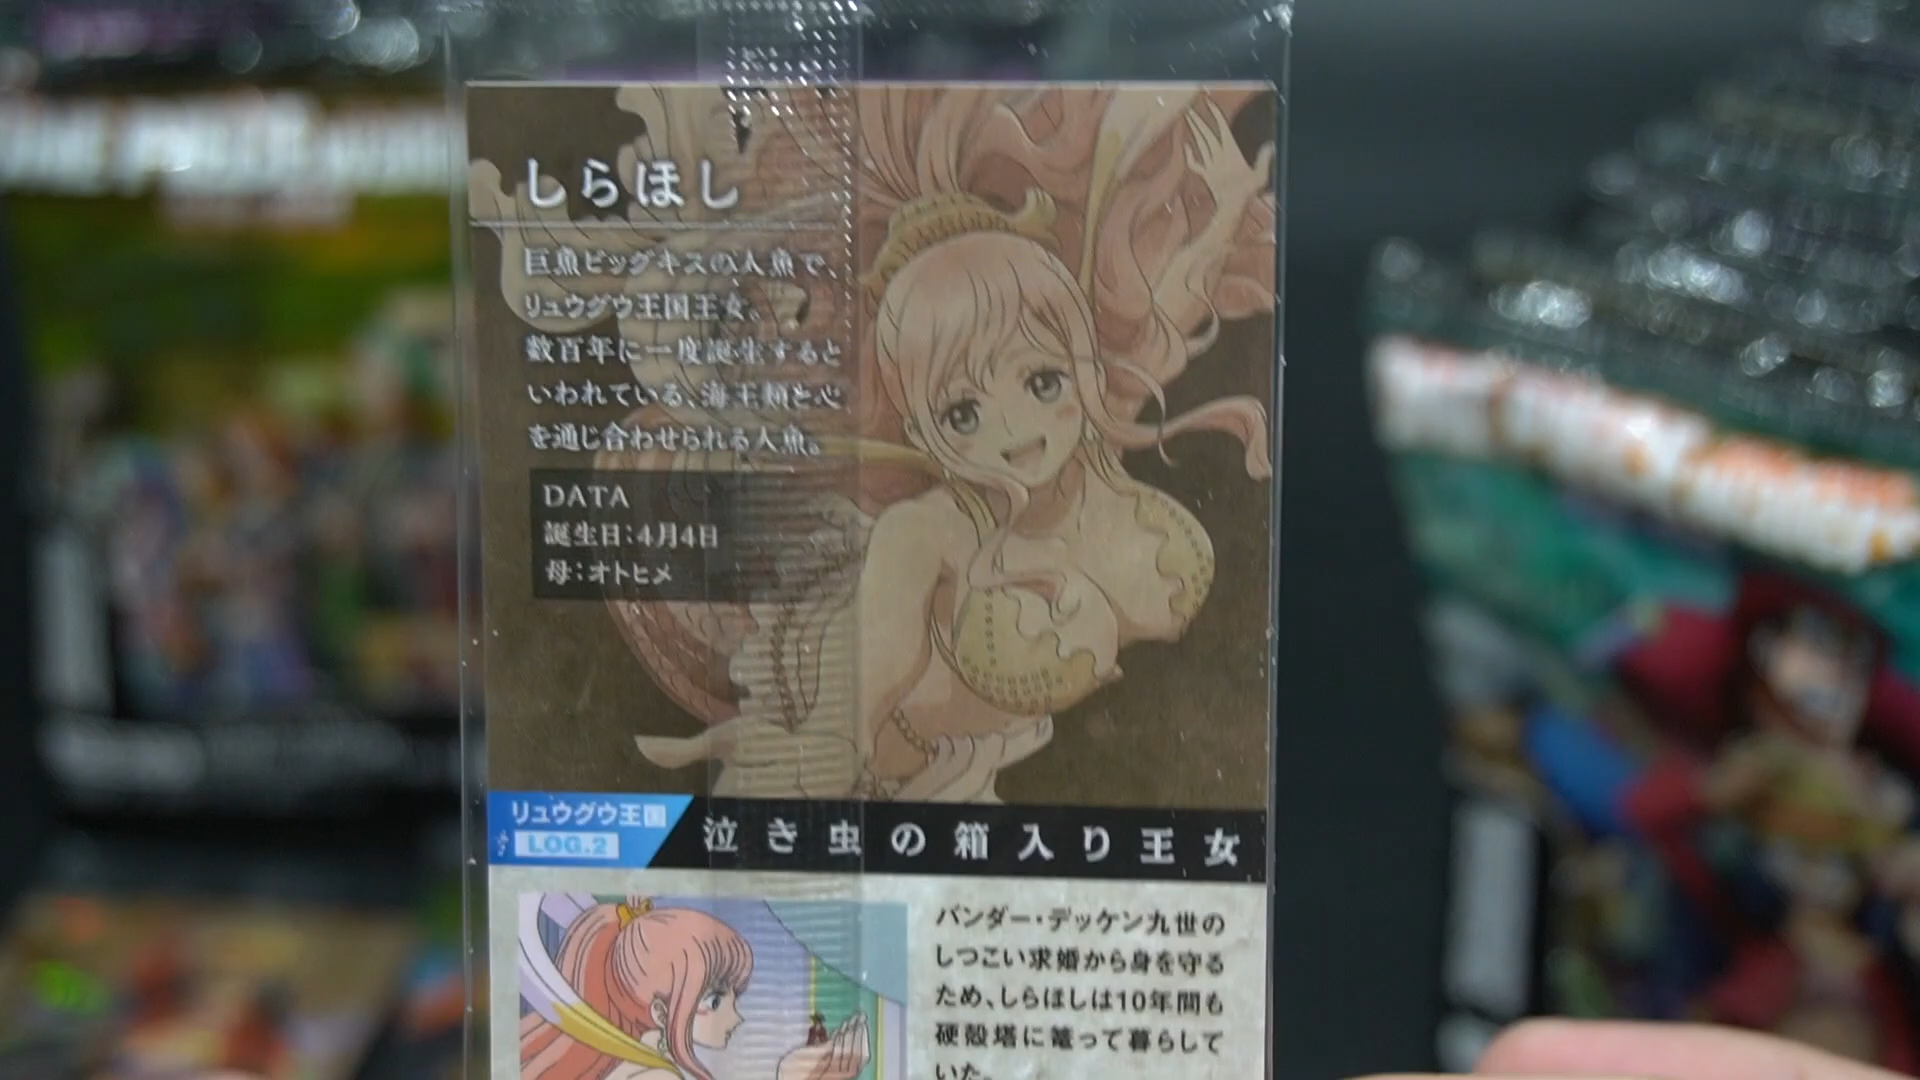 しらほし
巨魚ビッグキスの人魚で、
リュウグウ王国王女。
数百年に一度誕生すると
いわれている、海王類と心
を通じ合わせられる人魚。
DATA
誕生日:4月4日
母:オトヒメ
リュウグウ王国
LOG.2
泣き虫の箱入り王女
バンダー・デッケン九世の
しつこい求婚から身を守る
ため、しらほしは10年間も
硬殻塔に篭って暮らして
いた。